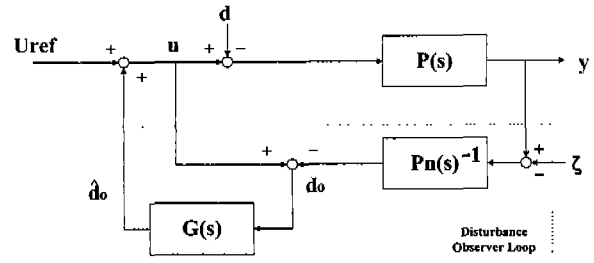 d
Uref + + u + − P(s) y
+ − Pn(s)⁻¹ + − ζ
d̂o do
G(s)
Disturbance
Observer Loop